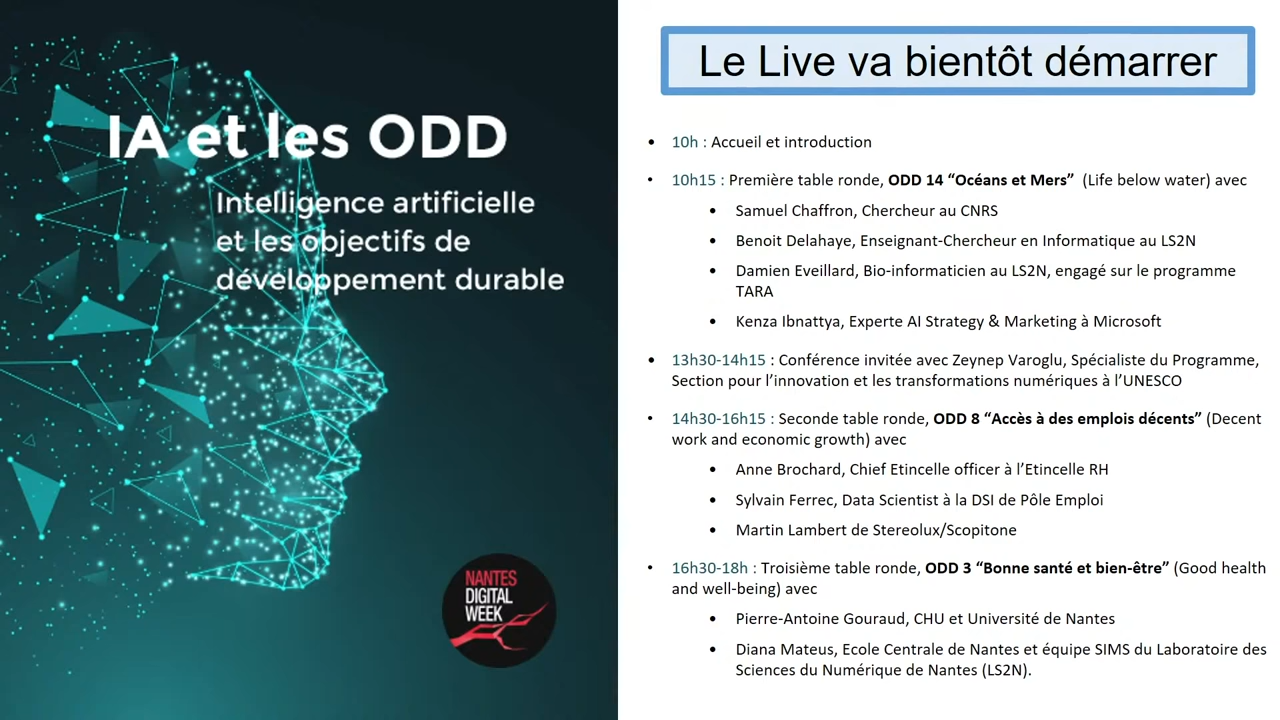 IA et les ODD
Intelligence artificielle
et les objectifs de
développement durable
NANTES
DIGITAL
WEEK
Le Live va bientôt démarrer
• 10h : Accueil et introduction
• 10h15 : Première table ronde, ODD 14 “Océans et Mers” (Life below water) avec
• Samuel Chaffron, Chercheur au CNRS
• Benoit Delahaye, Enseignant-Chercheur en Informatique au LS2N
• Damien Eveillard, Bio-informaticien au LS2N, engagé sur le programme
TARA
• Kenza Ibnattya, Experte AI Strategy & Marketing à Microsoft
• 13h30-14h15 : Conférence invitée avec Zeynep Varoglu, Spécialiste du Programme,
Section pour l’innovation et les transformations numériques à l’UNESCO
• 14h30-16h15 : Seconde table ronde, ODD 8 “Accès à des emplois décents” (Decent
work and economic growth) avec
• Anne Brochard, Chief Etincelle officer à l’Etincelle RH
• Sylvain Ferrec, Data Scientist à la DSI de Pôle Emploi
• Martin Lambert de Stereolux/Scopitone
• 16h30-18h : Troisième table ronde, ODD 3 “Bonne santé et bien-être” (Good health
and well-being) avec
• Pierre-Antoine Gouraud, CHU et Université de Nantes
• Diana Mateus, Ecole Centrale de Nantes et équipe SIMS du Laboratoire des
Sciences du Numérique de Nantes (LS2N).